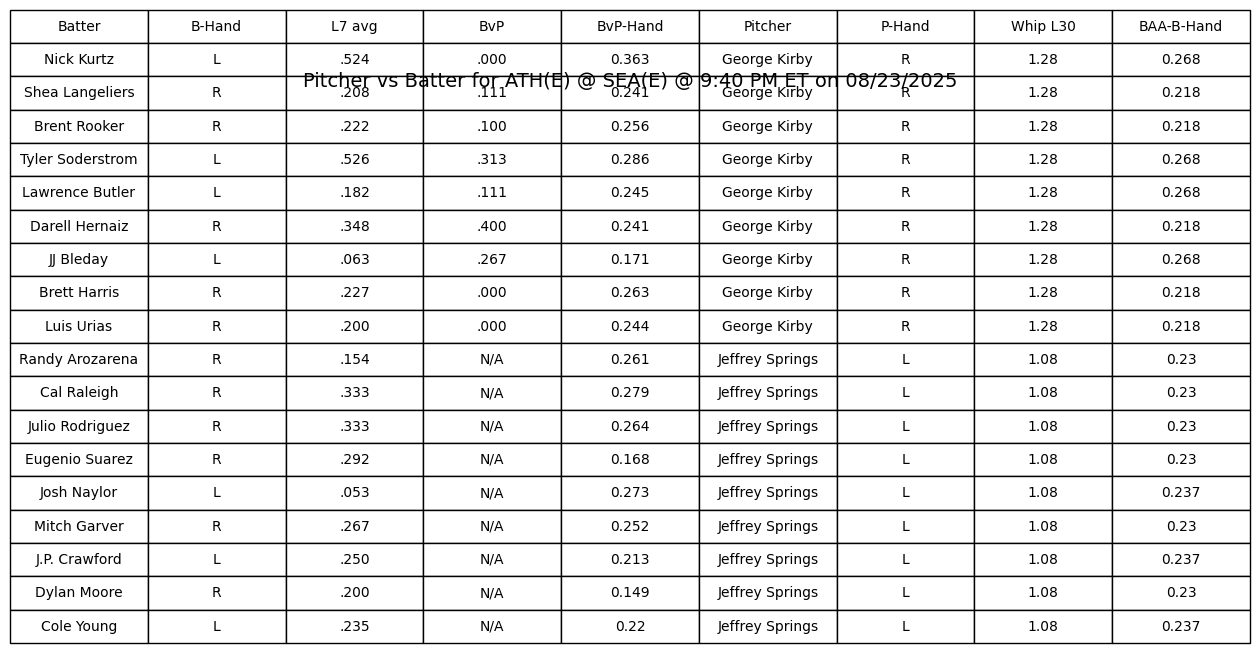 Batter B-Hand L7 avg BvP BvP-Hand Pitcher P-Hand Whip L30 BAA-B-Hand
Nick Kurtz L .524 .000 0.363 George Kirby R 1.28 0.268
Pitcher vs Batter for ATH(E) @ SEA(E) @ 9:40 PM ET on 08/23/2025
Shea Langeliers R .208 .111 0.241 George Kirby R 1.28 0.218
Brent Rooker R .222 .100 0.256 George Kirby R 1.28 0.218
Tyler Soderstrom L .526 .313 0.286 George Kirby R 1.28 0.268
Lawrence Butler L .182 .111 0.245 George Kirby R 1.28 0.268
Darell Hernaiz R .348 .400 0.241 George Kirby R 1.28 0.218
JJ Bleday L .063 .267 0.171 George Kirby R 1.28 0.268
Brett Harris R .227 .000 0.263 George Kirby R 1.28 0.218
Luis Urias R .200 .000 0.244 George Kirby R 1.28 0.218
Randy Arozarena R .154 N/A 0.261 Jeffrey Springs L 1.08 0.23
Cal Raleigh R .333 N/A 0.279 Jeffrey Springs L 1.08 0.23
Julio Rodriguez R .333 N/A 0.264 Jeffrey Springs L 1.08 0.23
Eugenio Suarez R .292 N/A 0.168 Jeffrey Springs L 1.08 0.23
Josh Naylor L .053 N/A 0.273 Jeffrey Springs L 1.08 0.237
Mitch Garver R .267 N/A 0.252 Jeffrey Springs L 1.08 0.23
J.P. Crawford L .250 N/A 0.213 Jeffrey Springs L 1.08 0.237
Dylan Moore R .200 N/A 0.149 Jeffrey Springs L 1.08 0.23
Cole Young L .235 N/A 0.22 Jeffrey Springs L 1.08 0.237